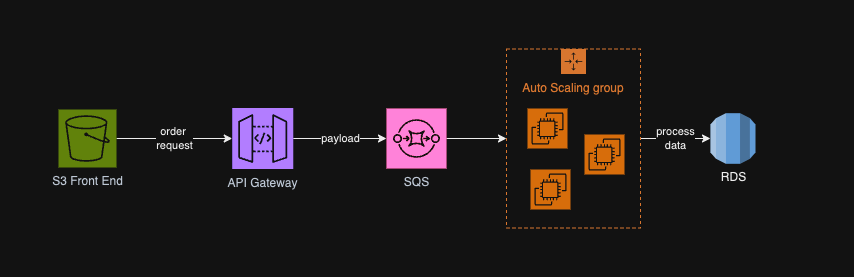 Auto Scaling group
order
request
payload
process
data
S3 Front End
API Gateway
SQS
RDS